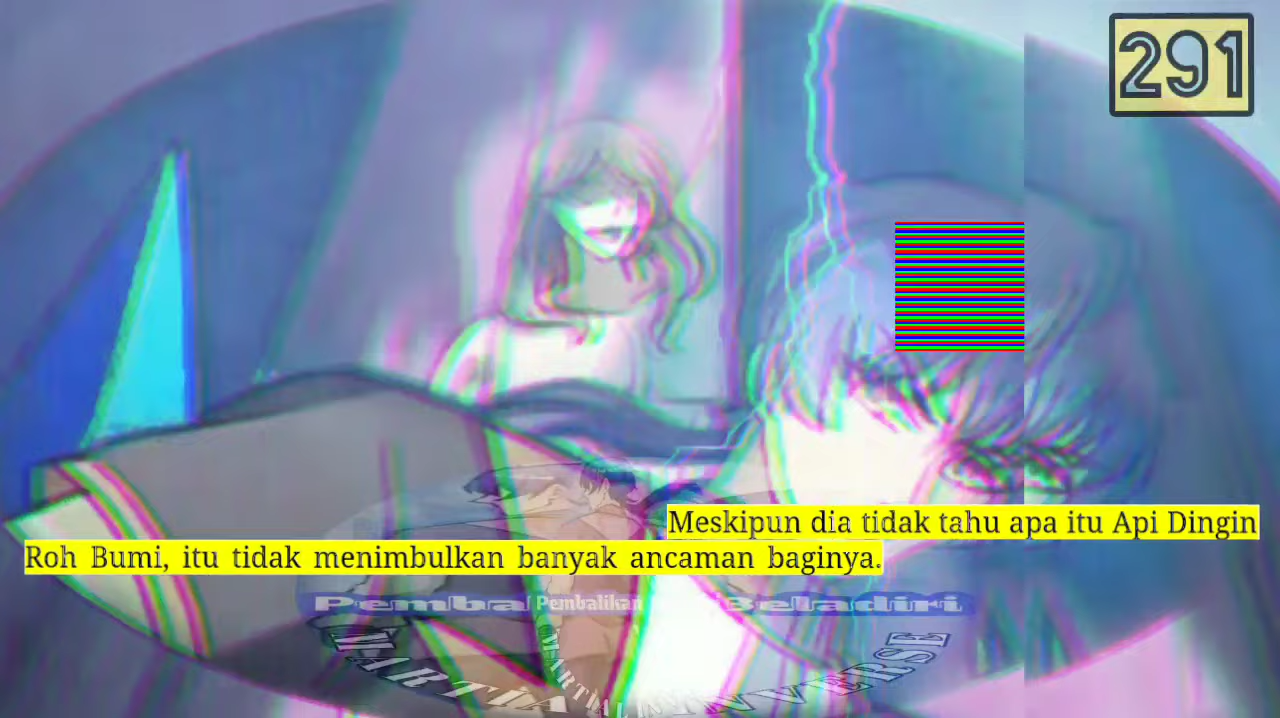 291
Meskipun dia tidak tahu apa itu Api Dingin
Roh Bumi, itu tidak menimbulkan banyak ancaman baginya.
Pembalikan Beladiri